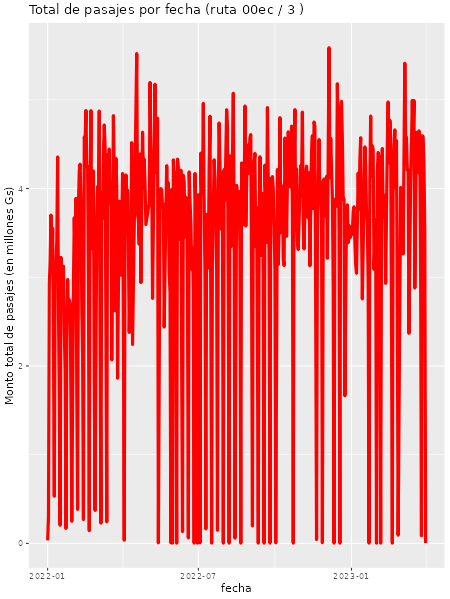 Total de pasajes por fecha (ruta 00ec / 3 )
Monto total de pasajes (en millones Gs)
4
2
0
2022-01
2022-07
2023-01
fecha